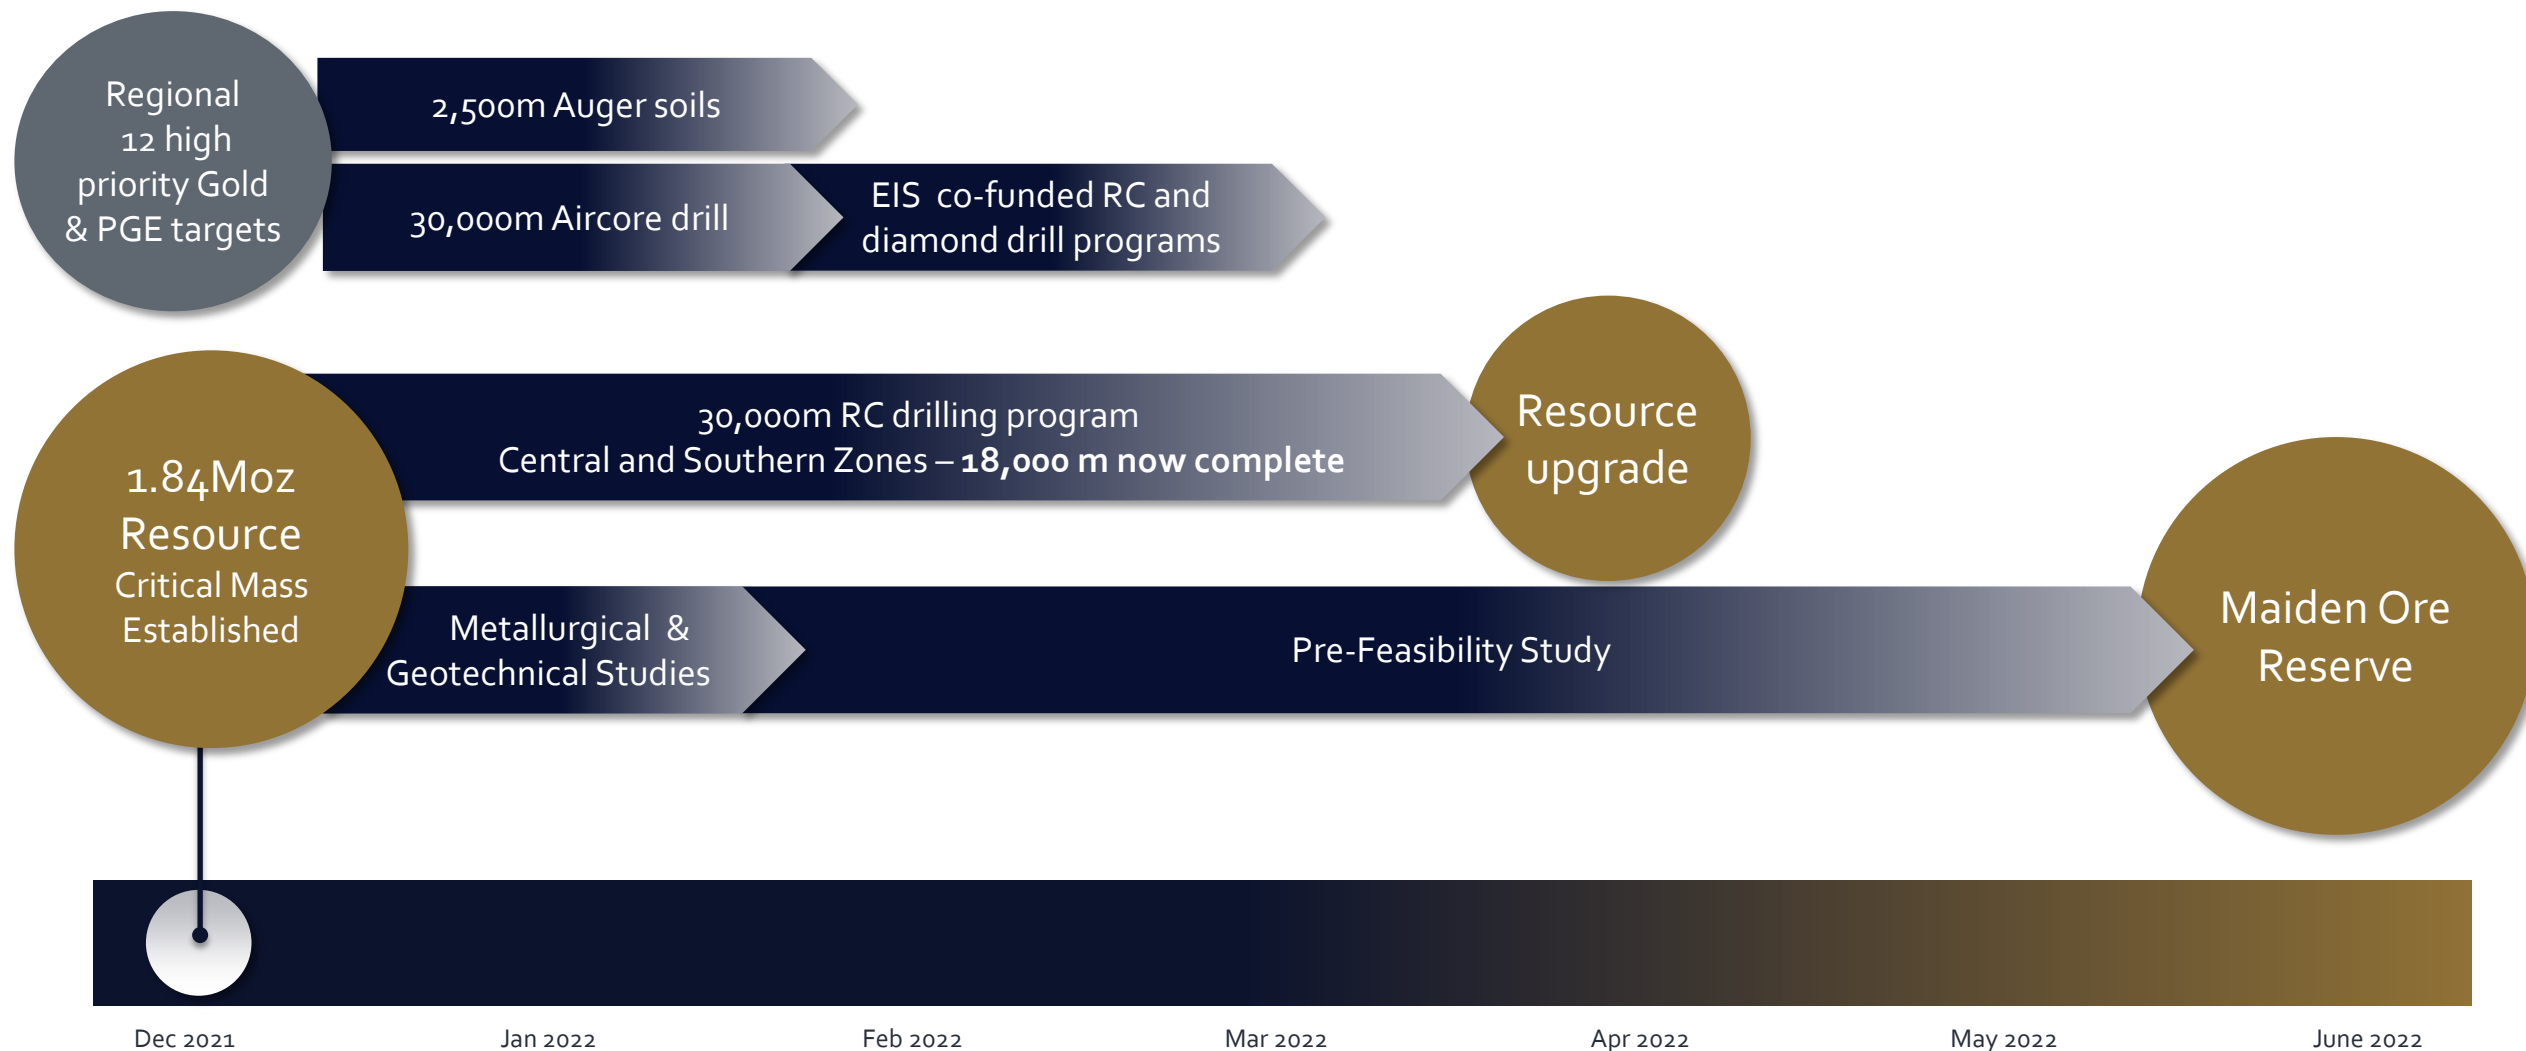 Regional
12 high
priority Gold
& PGE targets
2,500m Auger soils
30,000m Aircore drill
EIS co-funded RC and
diamond drill programs
1.84Moz
Resource
Critical Mass
Established
30,000m RC drilling program
Central and Southern Zones – 18,000 m now complete
Resource
upgrade
Metallurgical &
Geotechnical Studies
Pre-Feasibility Study
Maiden Ore
Reserve
Dec 2021
Jan 2022
Feb 2022
Mar 2022
Apr 2022
May 2022
June 2022